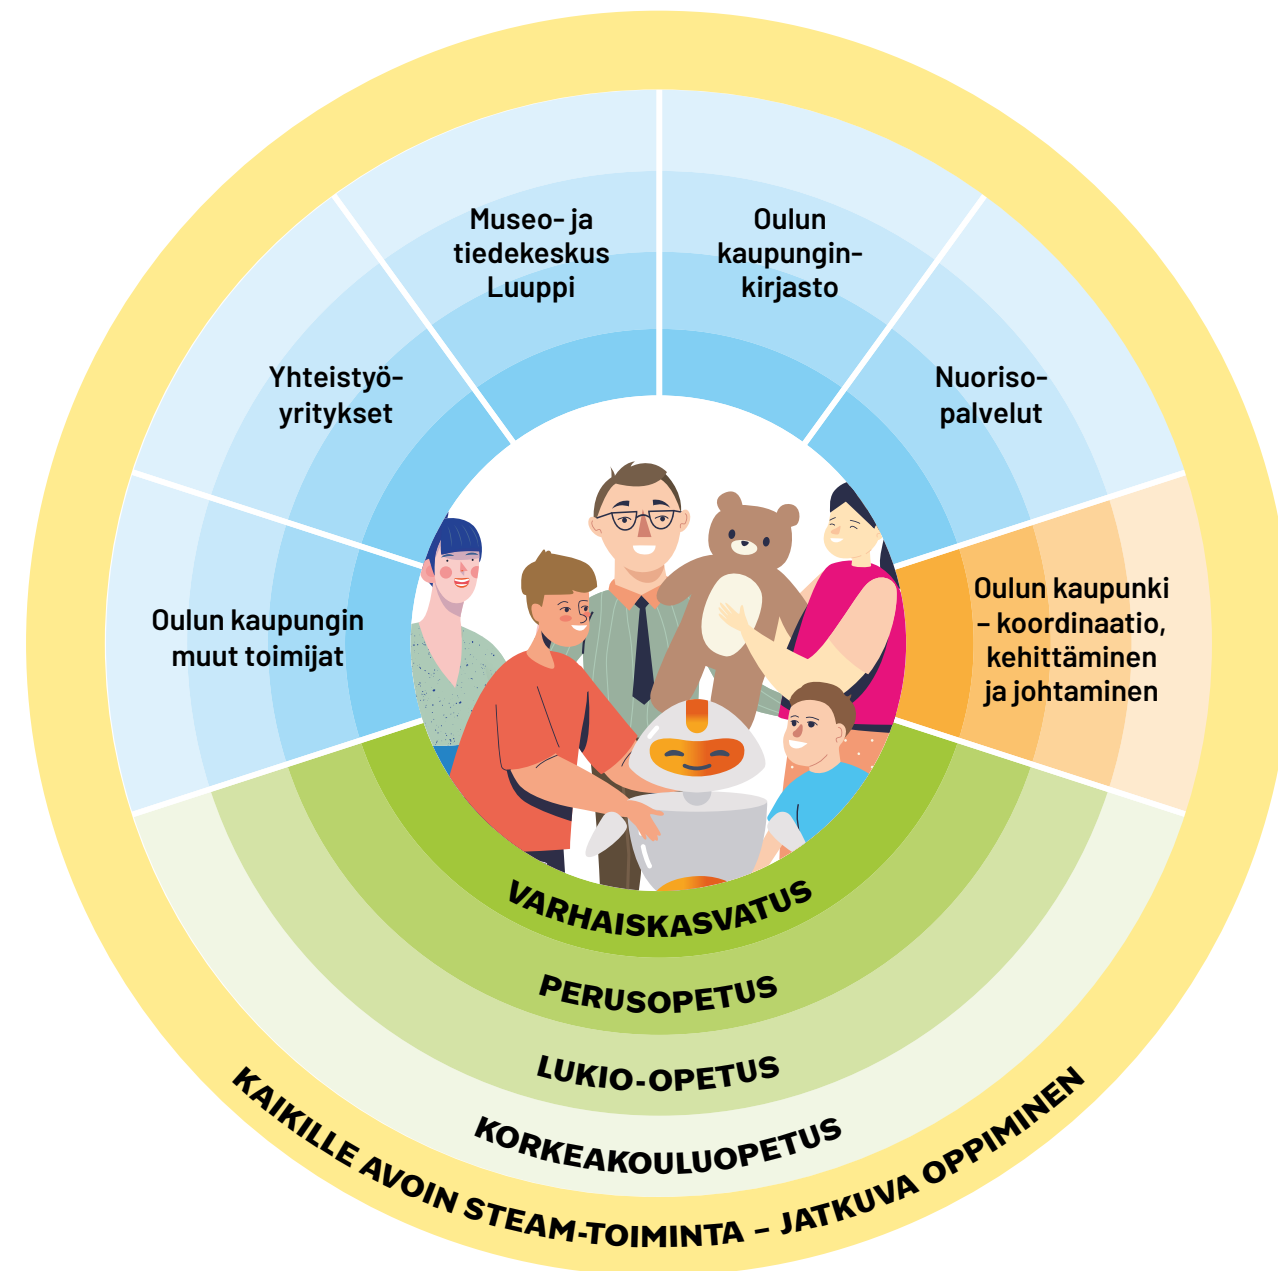 Museo- ja
tiedekeskus
Luuppi
Oulun
kaupungin-
kirjasto
Yhteistyö-
yritykset
Nuoriso-
palvelut
Oulun kaupungin
muut toimijat
Oulun kaupunki
– koordinaatio,
kehittäminen
ja johtaminen
VARHAISKASVATUS
PERUSOPETUS
LUKIO-OPETUS
KORKEAKOULUOPETUS
KAIKILLE AVOIN STEAM-TOIMINTA – JATKUVA OPPIMINEN